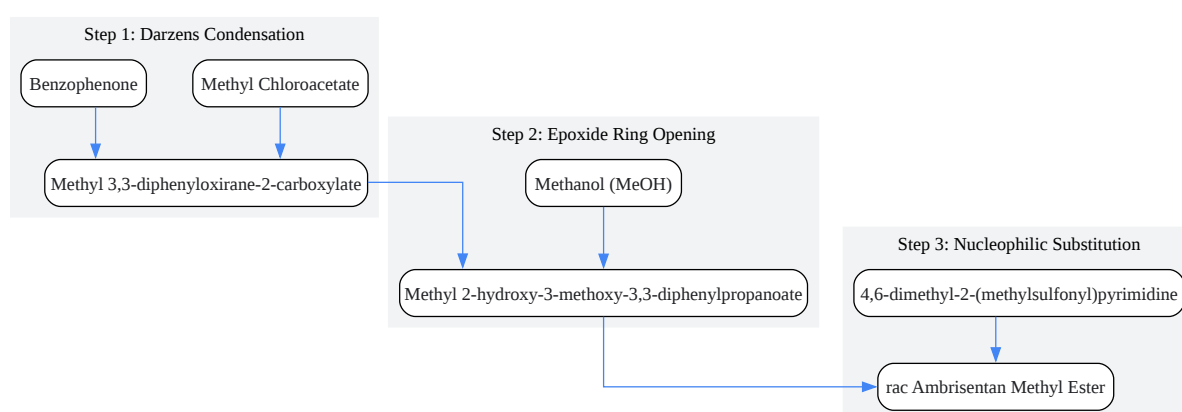 Step 1: Darzens Condensation
Benzophenone
Methyl Chloroacetate
Methyl 3,3-diphenyloxirane-2-carboxylate
Step 2: Epoxide Ring Opening
Methanol (MeOH)
Methyl 2-hydroxy-3-methoxy-3,3-diphenylpropanoate
Step 3: Nucleophilic Substitution
4,6-dimethyl-2-(methylsulfonyl)pyrimidine
rac Ambrisentan Methyl Ester